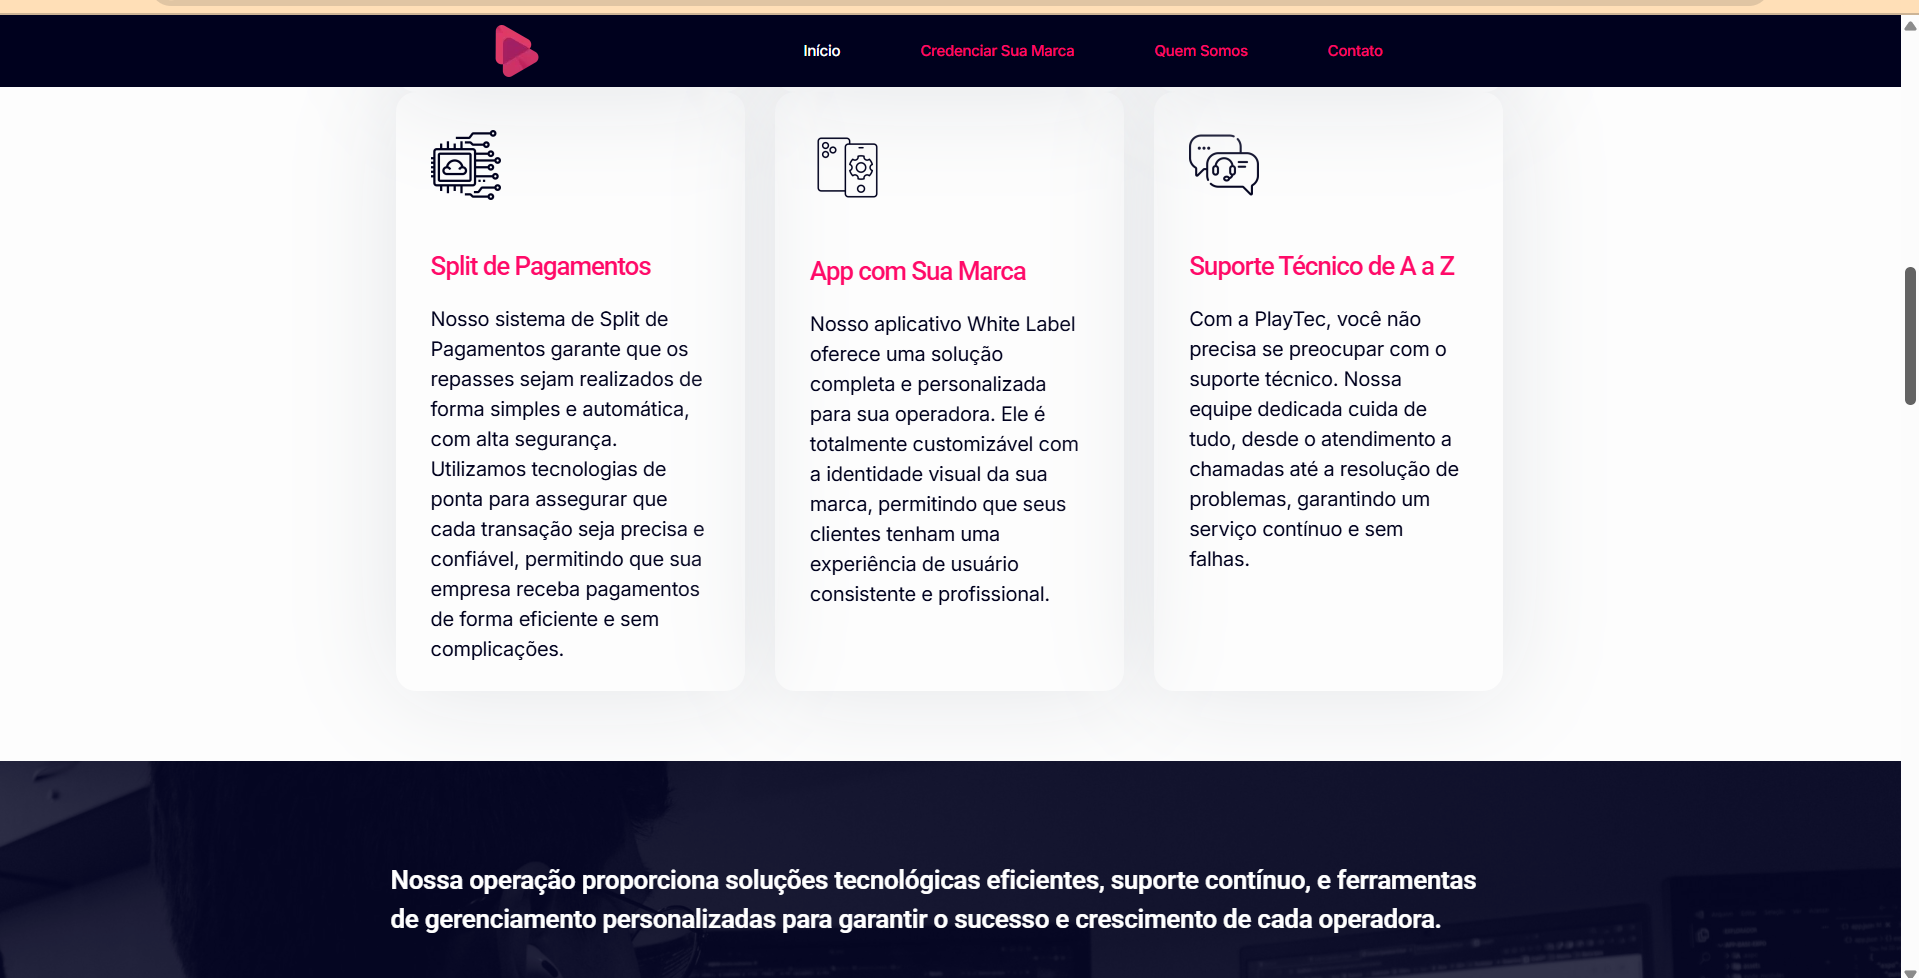 Início
Credenciar Sua Marca
Quem Somos
Contato
Split de Pagamentos
Nosso sistema de Split de
Pagamentos garante que os
repasses sejam realizados de
forma simples e automática,
com alta segurança.
Utilizamos tecnologias de
ponta para assegurar que
cada transação seja precisa e
confiável, permitindo que sua
empresa receba pagamentos
de forma eficiente e sem
complicações.
App com Sua Marca
Nosso aplicativo White Label
oferece uma solução
completa e personalizada
para sua operadora. Ele é
totalmente customizável com
a identidade visual da sua
marca, permitindo que seus
clientes tenham uma
experiência de usuário
consistente e profissional.
Suporte Técnico de A a Z
Com a PlayTec, você não
precisa se preocupar com o
suporte técnico. Nossa
equipe dedicada cuida de
tudo, desde o atendimento a
chamadas até a resolução de
problemas, garantindo um
serviço contínuo e sem
falhas.
Nossa operação proporciona soluções tecnológicas eficientes, suporte contínuo, e ferramentas
de gerenciamento personalizadas para garantir o sucesso e crescimento de cada operadora.